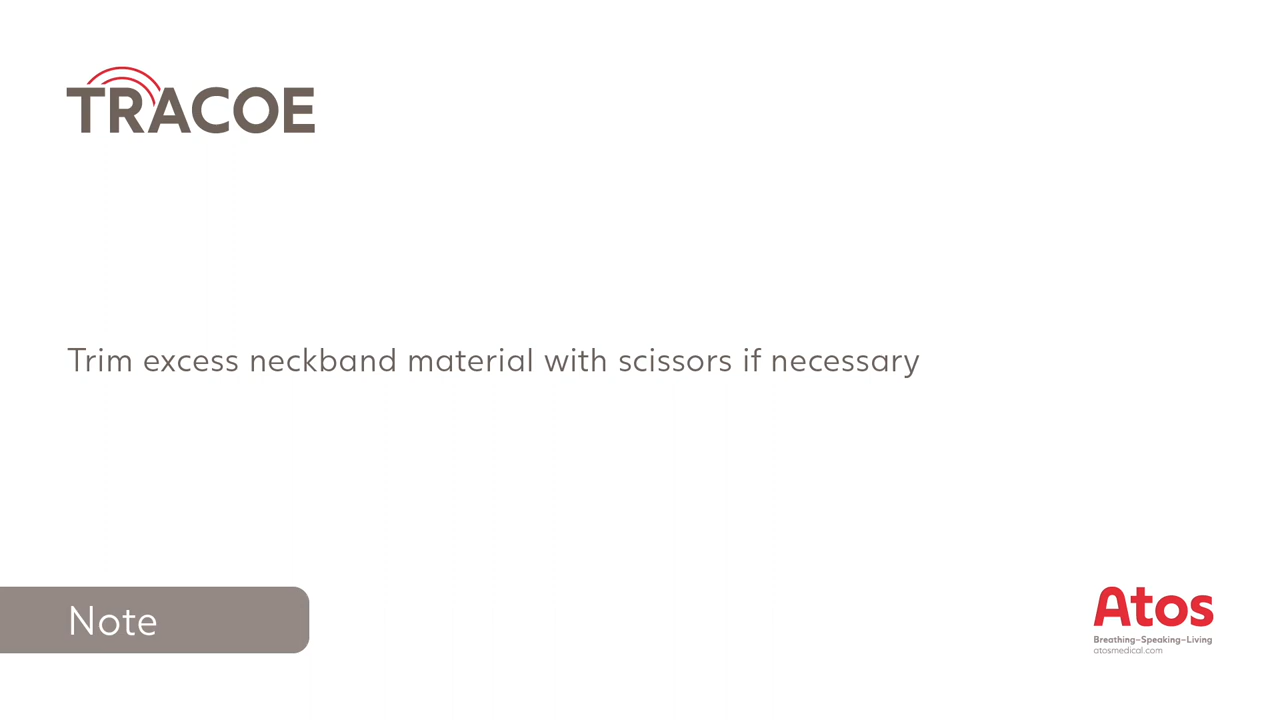 TRACOE
Trim excess neckband material with scissors if necessary
Note
Atos
Breathing–Speaking–Living
atosmedical.com